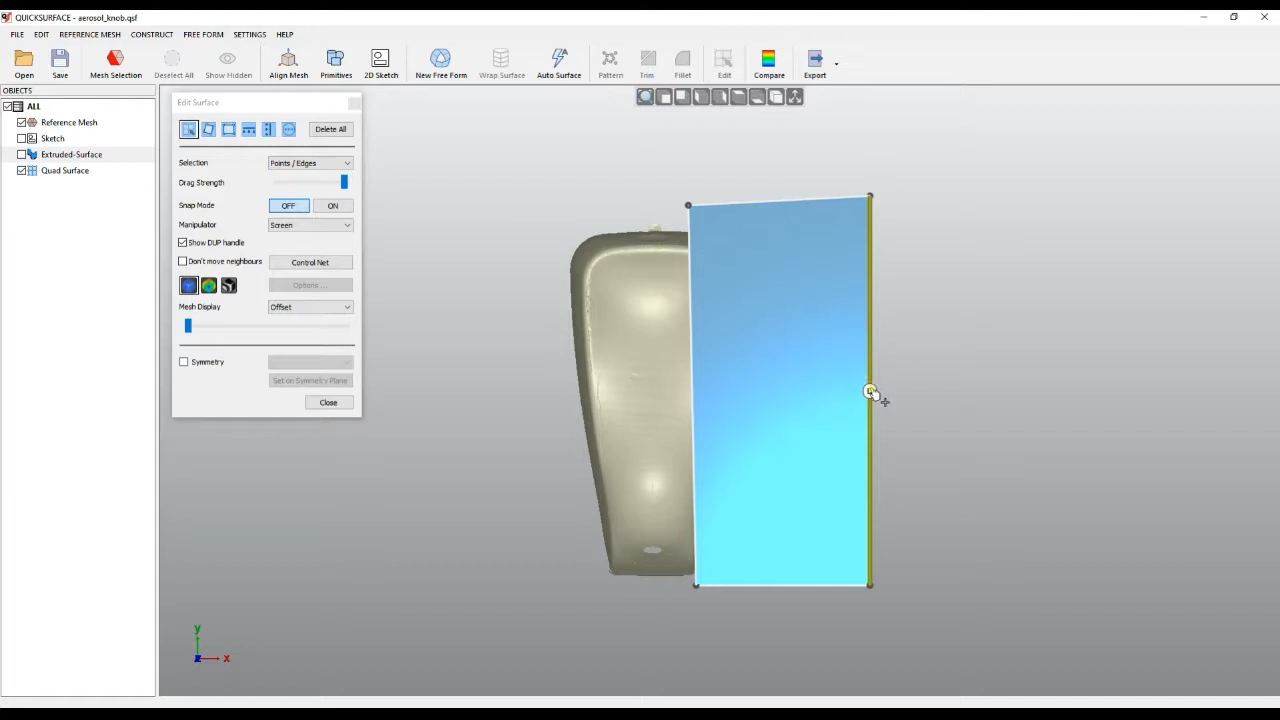 QUICKSURFACE - aerosol_knob.qsf
FILE EDIT REFERENCE MESH CONSTRUCT FREE FORM SETTINGS HELP
Open Save Mesh Selection Deselect All Show Hidden Align Mesh Primitives 2D Sketch New Free Form Wrap Surface Auto Surface Pattern Trim Fillet Edit Compare Export
OBJECTS
ALL
Reference Mesh
Sketch
Extruded-Surface
Quad Surface
Edit Surface
Delete All
Selection Points / Edges
Drag Strength
Snap Mode OFF ON
Manipulator Screen
Show DUP handle
Don't move neighbours Control Net
Options ...
Mesh Display Offset
Symmetry
Set on Symmetry Plane
Close
y
z x